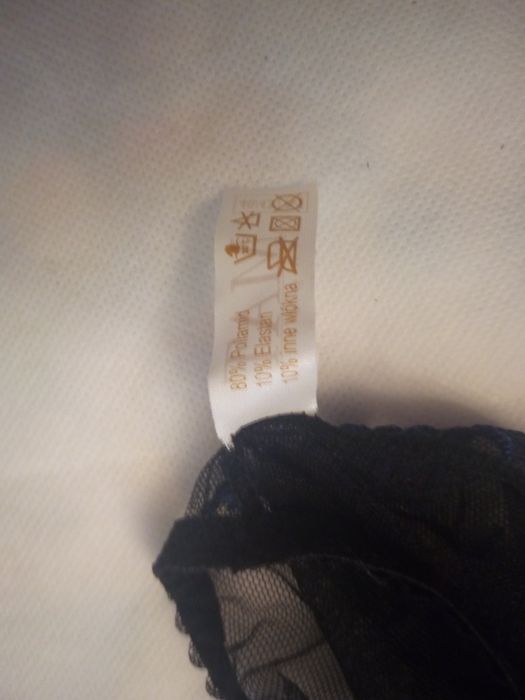 80% Poliamid
10% Elastan
10% inne włókna